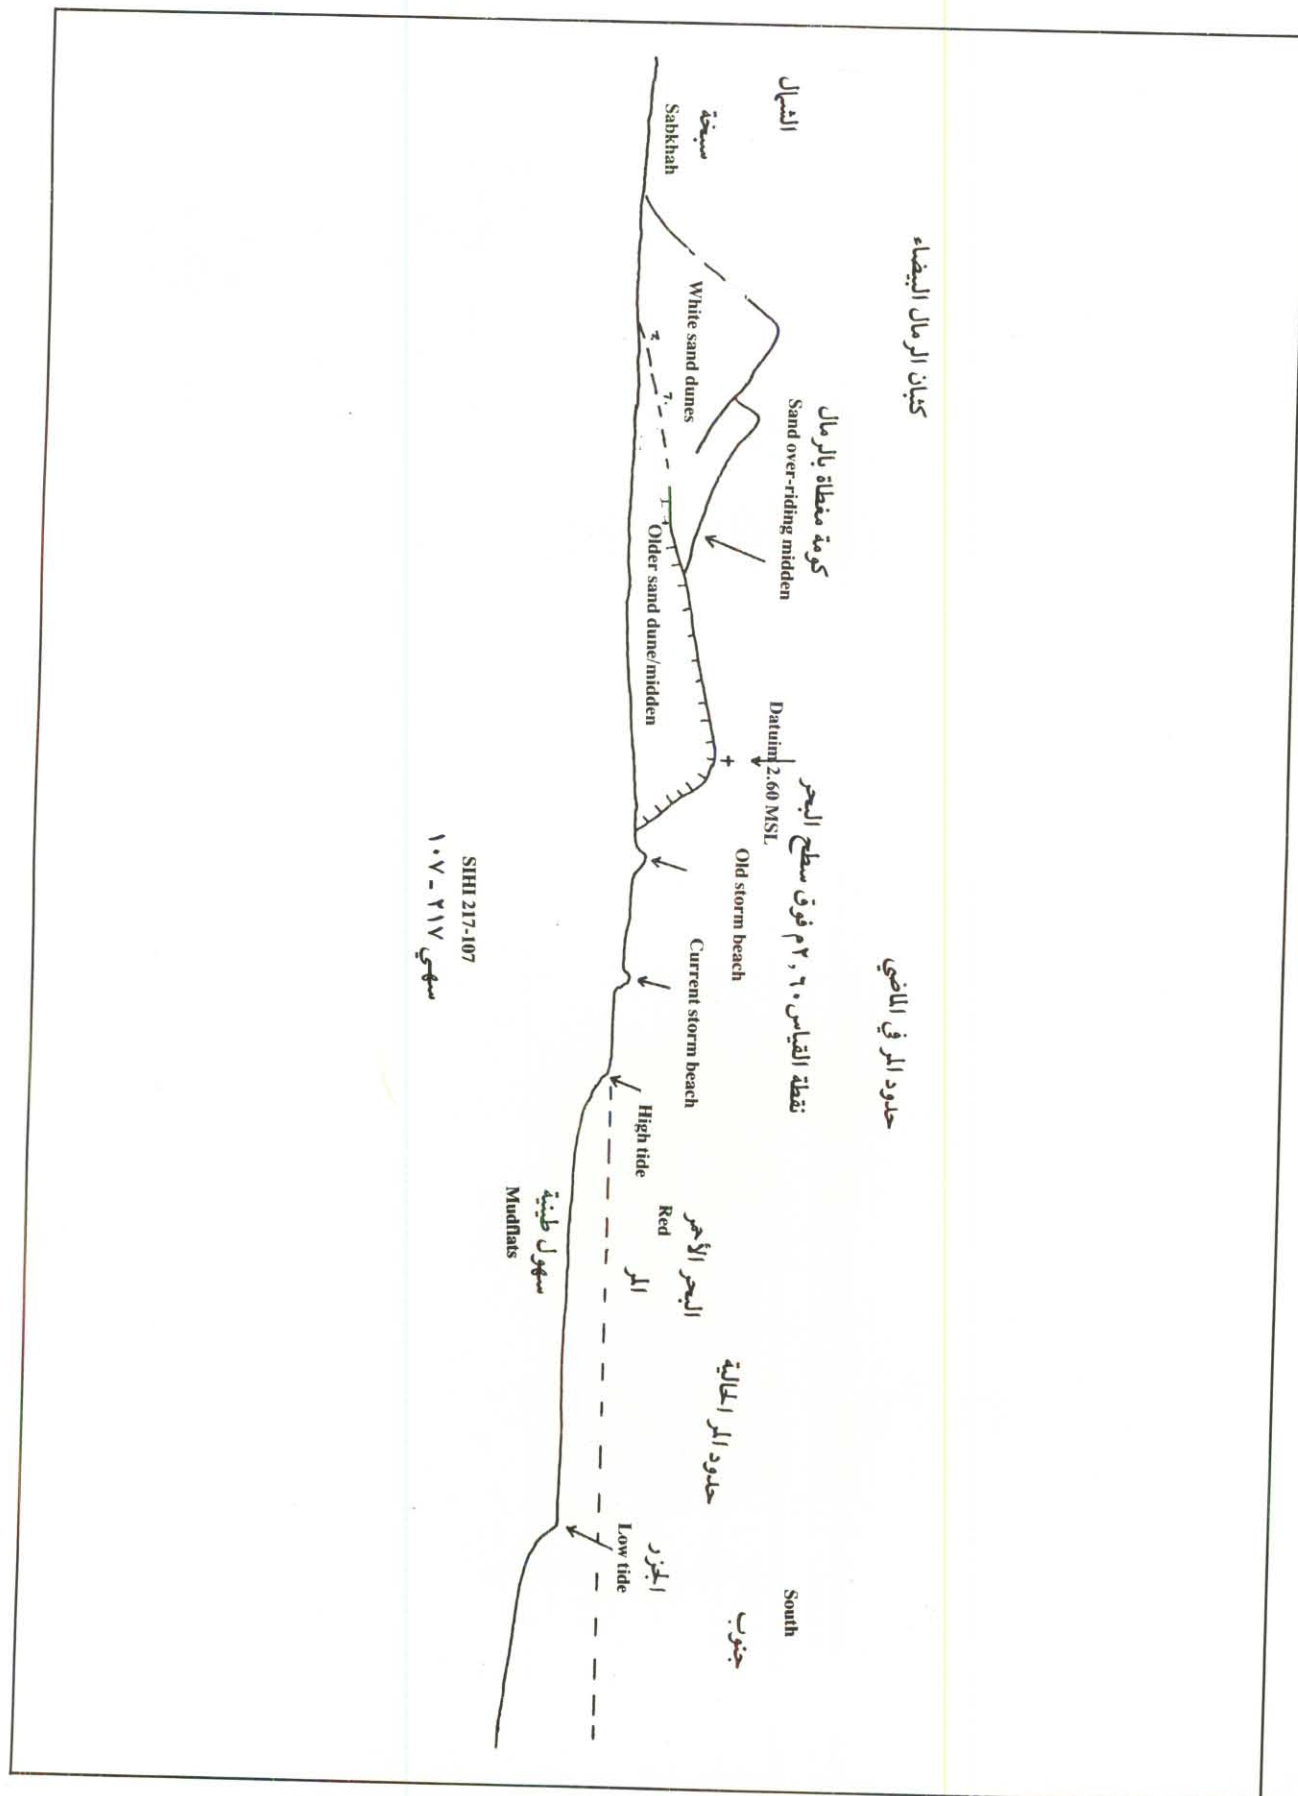 الشمال
سبخة
Sabkhah
كثبان الرمال البيضاء
White sand dunes
كومة مغطاة بالرمال
Sand over-riding midden
Older sand dune/midden
Datuim 2.60 MSL
نقطة القياس ٢,٦٠م فوق سطح البحر
Old storm beach
حدود المد في الماضي
Current storm beach
High tide
البحر الأحمر
Red
المد
حدود المد الحالية
سهول طينية
Mudflats
الجزر
Low tide
South
جنوب
SIHI 217-107
سهي ٢١٧ - ١٠٧